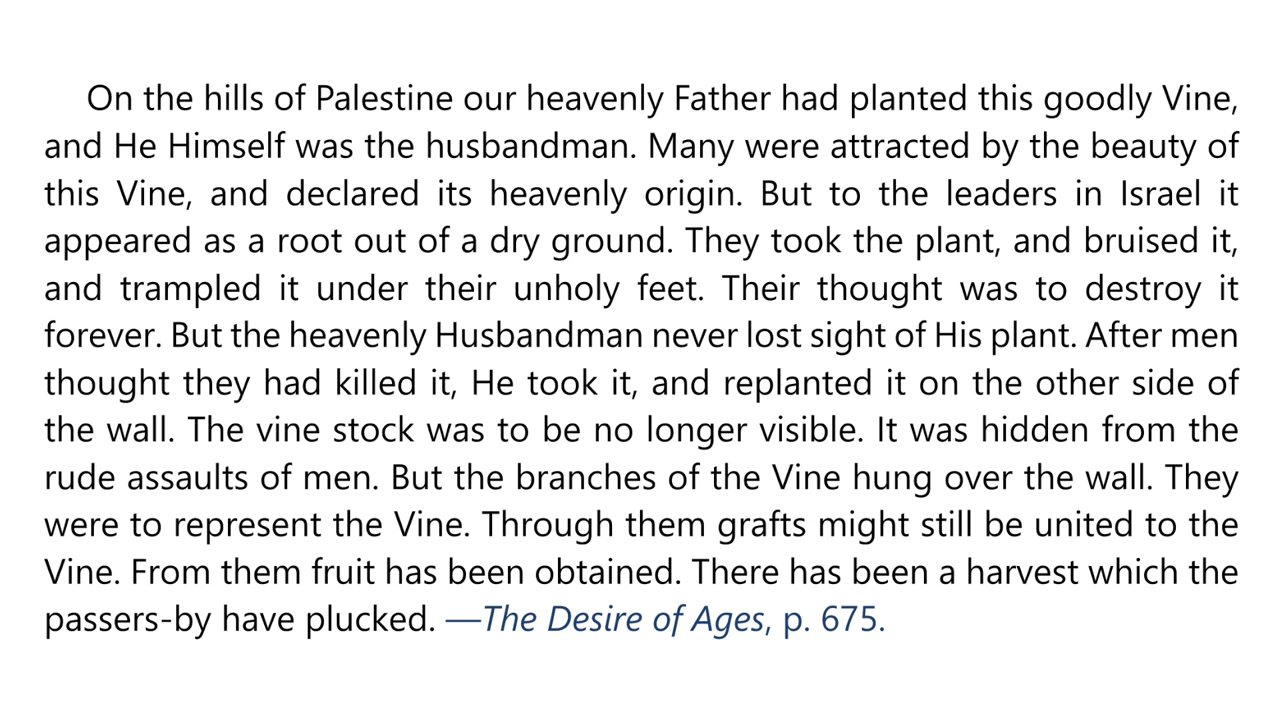 On the hills of Palestine our heavenly Father had planted this goodly Vine,
and He Himself was the husbandman. Many were attracted by the beauty of
this Vine, and declared its heavenly origin. But to the leaders in Israel it
appeared as a root out of a dry ground. They took the plant, and bruised it,
and trampled it under their unholy feet. Their thought was to destroy it
forever. But the heavenly Husbandman never lost sight of His plant. After men
thought they had killed it, He took it, and replanted it on the other side of
the wall. The vine stock was to be no longer visible. It was hidden from the
rude assaults of men. But the branches of the Vine hung over the wall. They
were to represent the Vine. Through them grafts might still be united to the
Vine. From them fruit has been obtained. There has been a harvest which the
passers-by have plucked. —The Desire of Ages, p. 675.